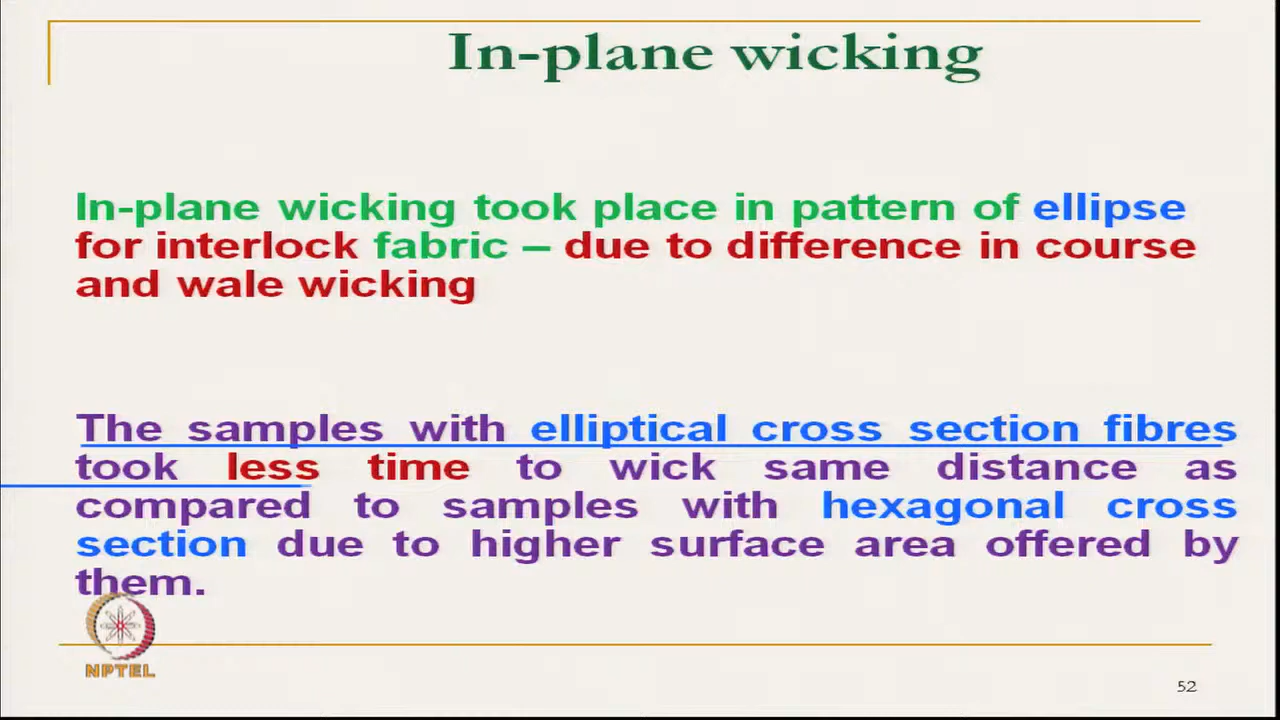 In-plane wicking
In-plane wicking took place in pattern of ellipse
for interlock fabric – due to difference in course
and wale wicking
The samples with elliptical cross section fibres
took less time to wick same distance as
compared to samples with hexagonal cross
section due to higher surface area offered by
them.
NPTEL
52